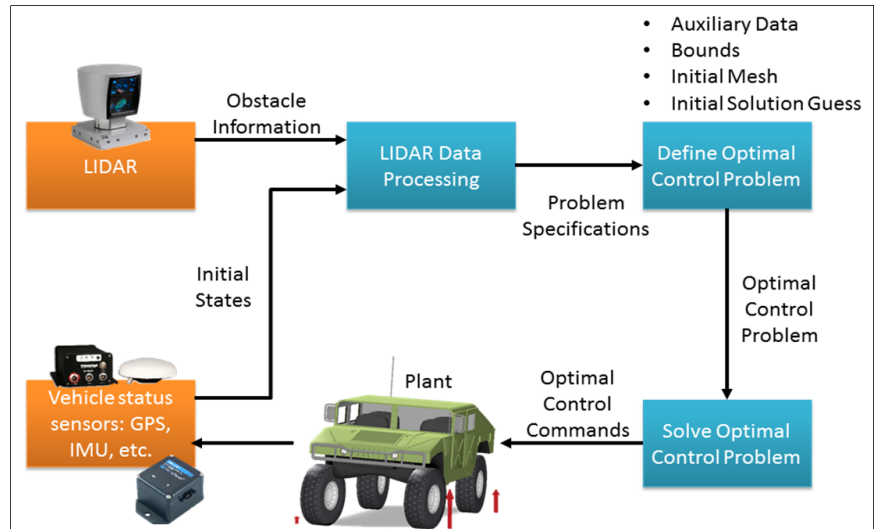 • Auxiliary Data
• Bounds
• Initial Mesh
• Initial Solution Guess
LIDAR
Obstacle
Information
LIDAR Data
Processing
Problem
Specifications
Define Optimal
Control Problem
Initial
States
Optimal
Control
Problem
Vehicle status
sensors: GPS,
IMU, etc.
Plant
Optimal
Control
Commands
Solve Optimal
Control Problem